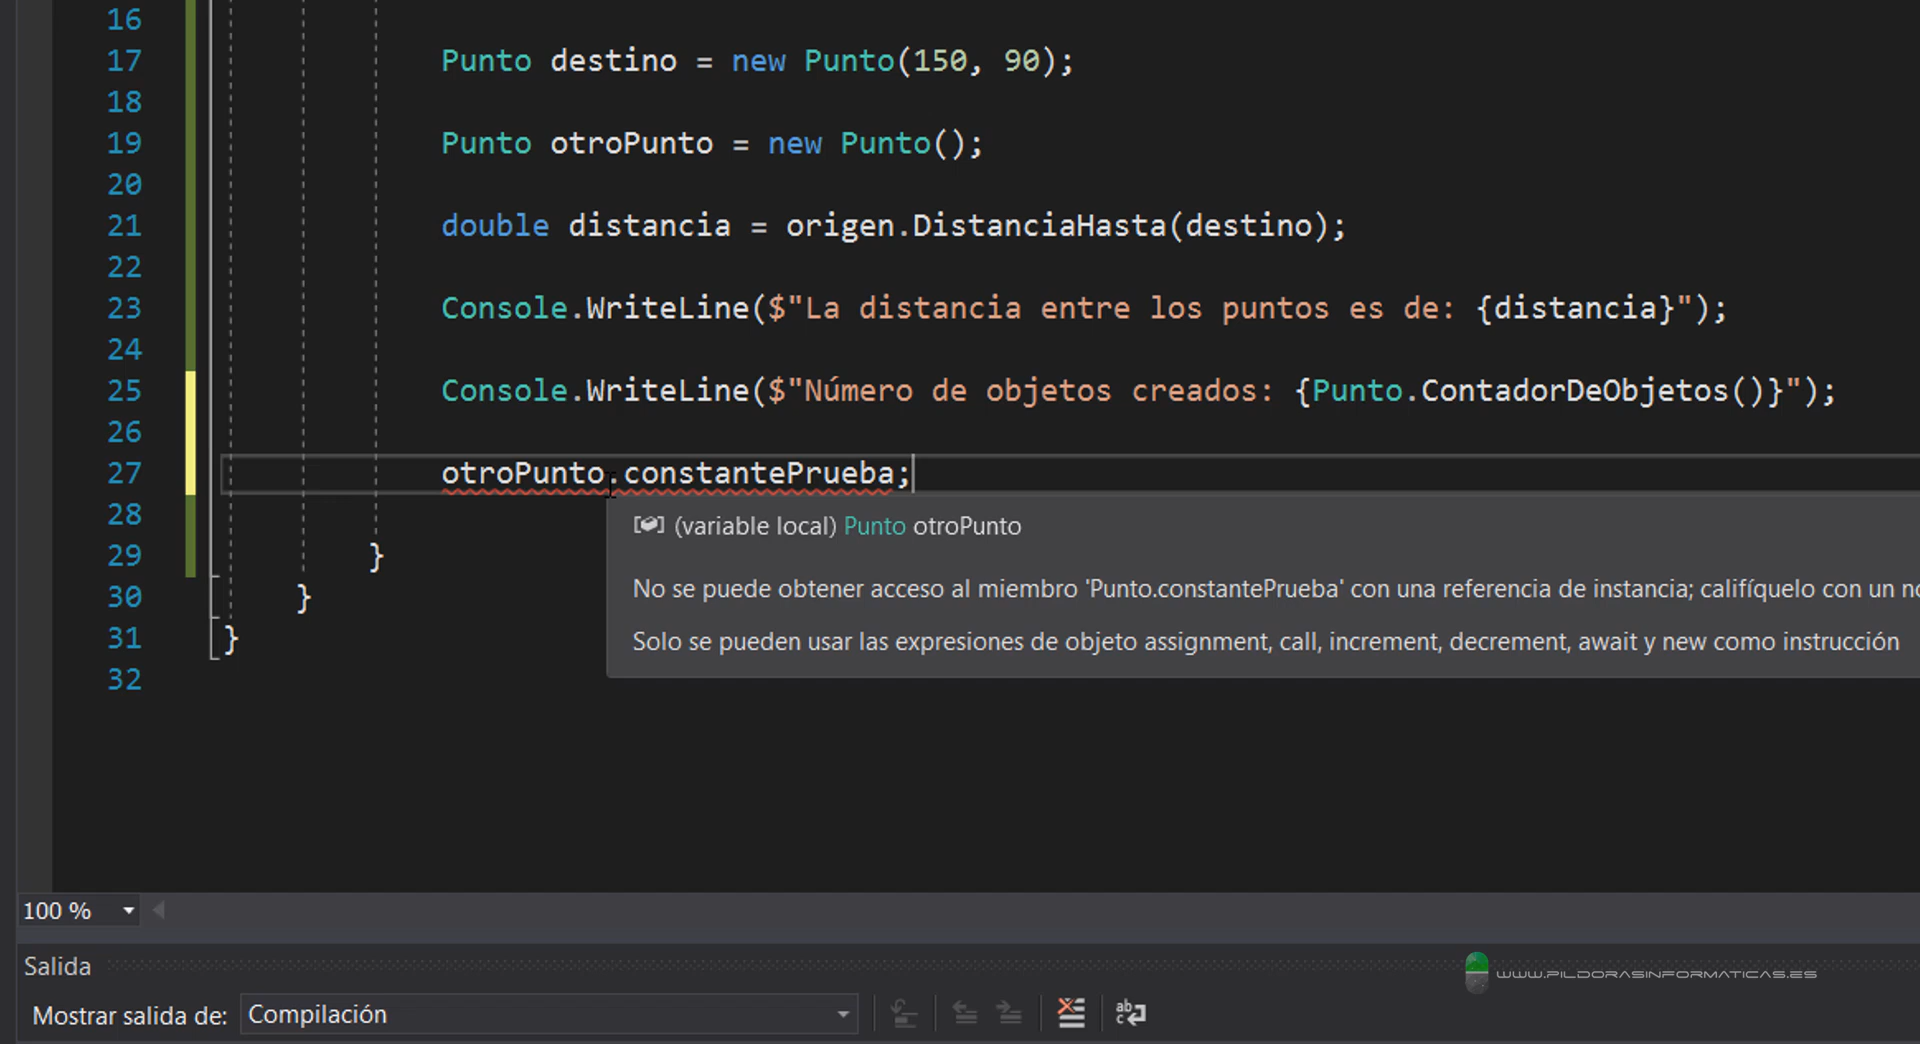 16
17 Punto destino = new Punto(150, 90);
18
19 Punto otroPunto = new Punto();
20
21 double distancia = origen.DistanciaHasta(destino);
22
23 Console.WriteLine($"La distancia entre los puntos es de: {distancia}");
24
25 Console.WriteLine($"Número de objetos creados: {Punto.ContadorDeObjetos()}");
26
27 otroPunto.constantePrueba;
(variable local) Punto otroPunto
No se puede obtener acceso al miembro 'Punto.constantePrueba' con una referencia de instancia; califíquelo con un
Solo se pueden usar las expresiones de objeto assignment, call, increment, decrement, await y new como instrucción
28
29 }
30 }
31 }
32
100 %
Salida
WWW.PILDORASINFORMATICAS.ES
Mostrar salida de: Compilación